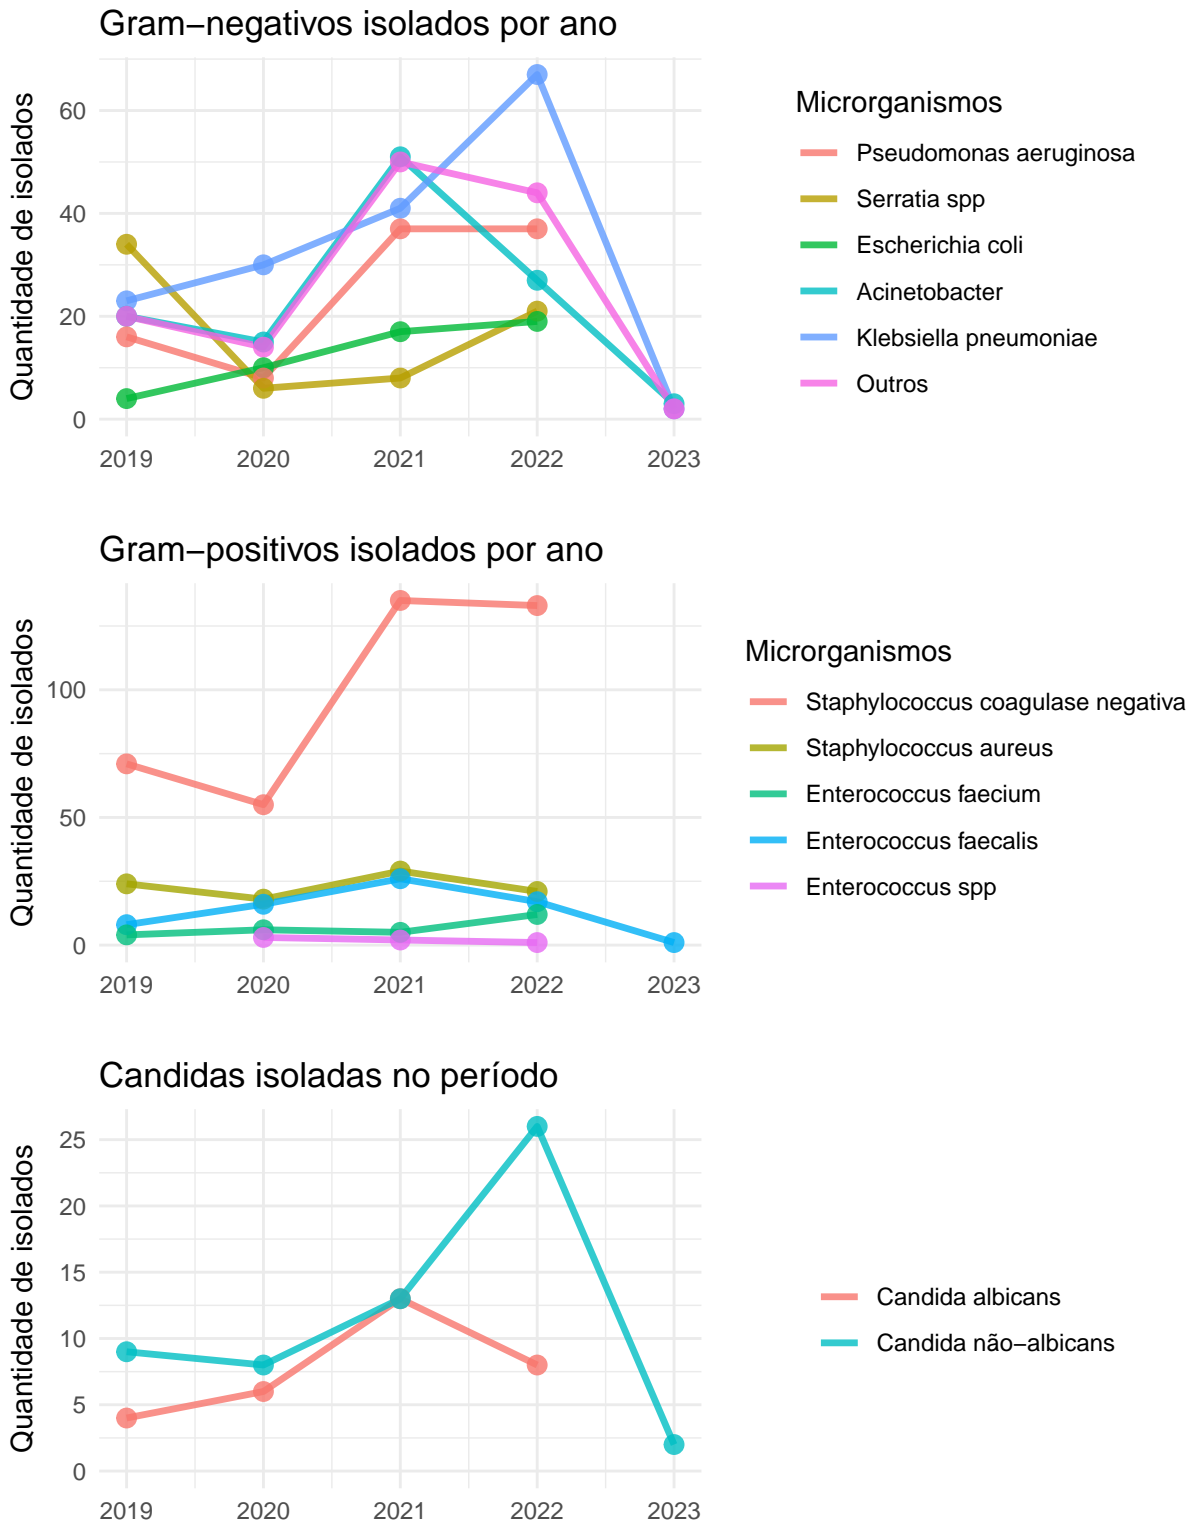 Gram−negativos isolados por ano
Quantidade de isolados
60
40
20
0
2019 2020 2021 2022 2023
Microrganismos
Pseudomonas aeruginosa
Serratia spp
Escherichia coli
Acinetobacter
Klebsiella pneumoniae
Outros
Gram−positivos isolados por ano
Quantidade de isolados
100
50
0
2019 2020 2021 2022 2023
Microrganismos
Staphylococcus coagulase negativa
Staphylococcus aureus
Enterococcus faecium
Enterococcus faecalis
Enterococcus spp
Candidas isoladas no período
Quantidade de isolados
25
20
15
10
5
0
2019 2020 2021 2022 2023
Candida albicans
Candida não−albicans